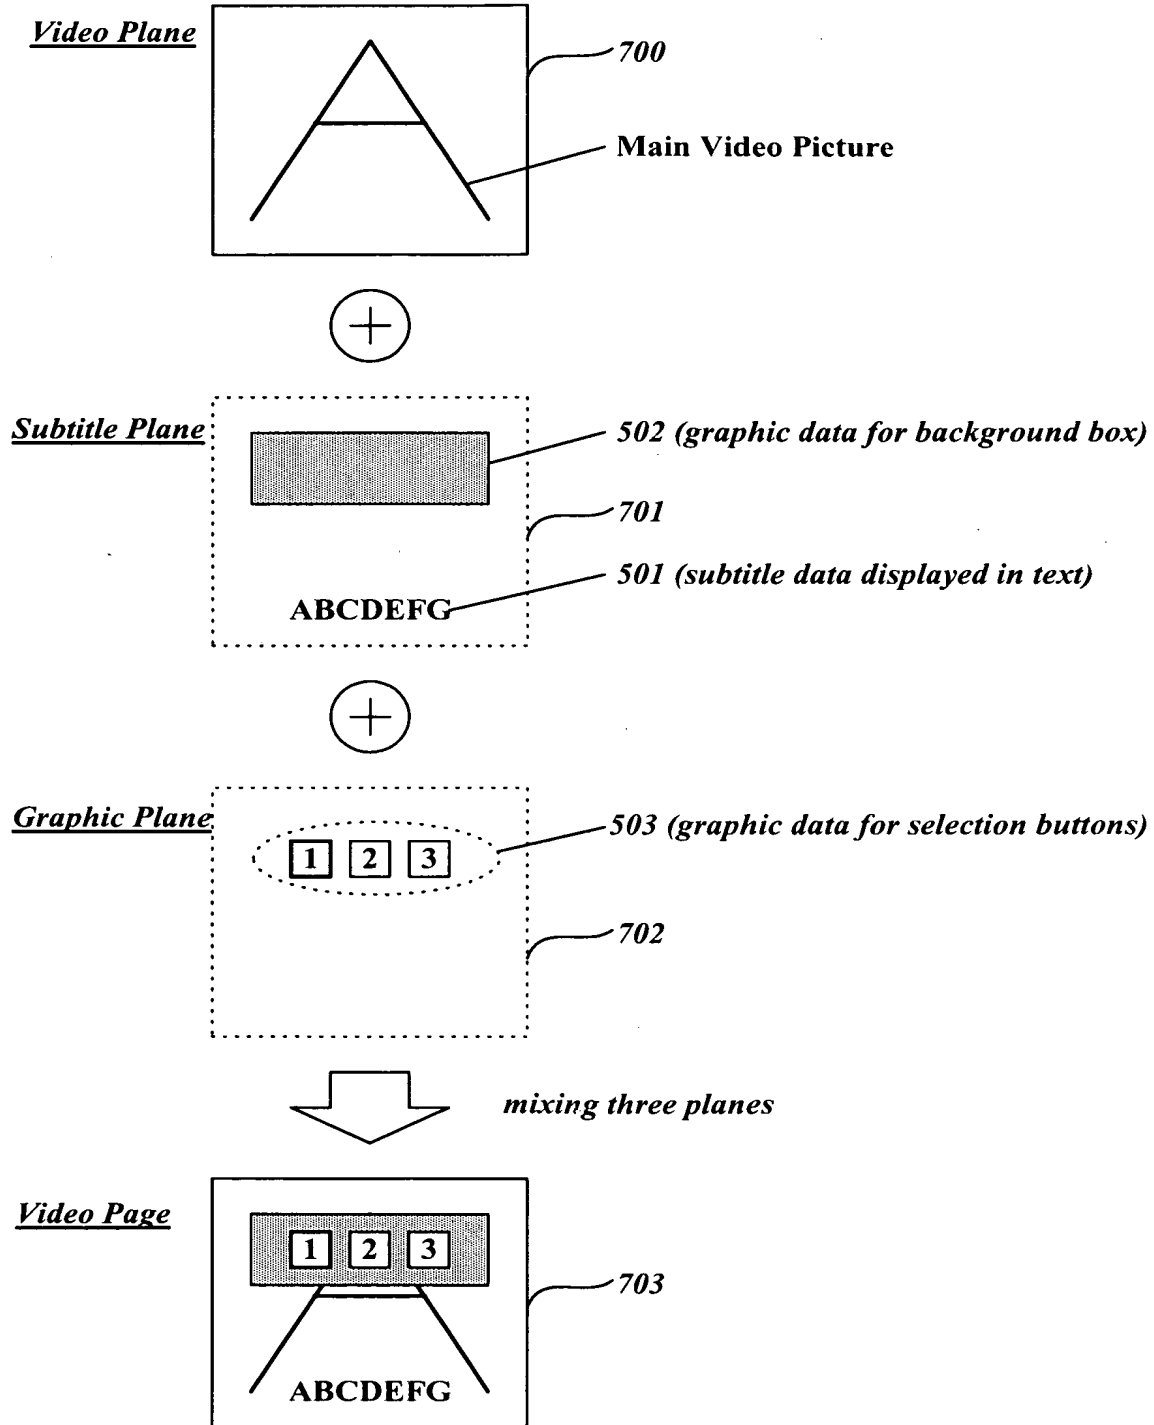 Video Plane
700
Main Video Picture
Subtitle Plane
502 (graphic data for background box)
701
501 (subtitle data displayed in text)
ABCDEFG
Graphic Plane
503 (graphic data for selection buttons)
1 2 3
702
mixing three planes
Video Page
1 2 3
703
ABCDEFG